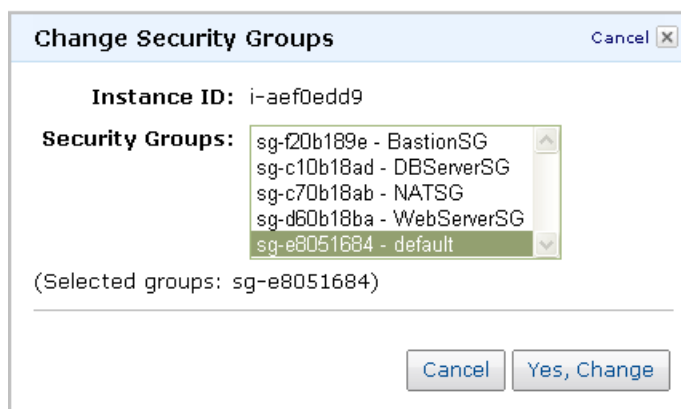 Change Security Groups Cancel
Instance ID: i-aef0edd9
Security Groups:
sg-f20b189e - BastionSG
sg-c10b18ad - DBServerSG
sg-c70b18ab - NATSG
sg-d60b18ba - WebServerSG
sg-e8051684 - default
(Selected groups: sg-e8051684)
Cancel Yes, Change